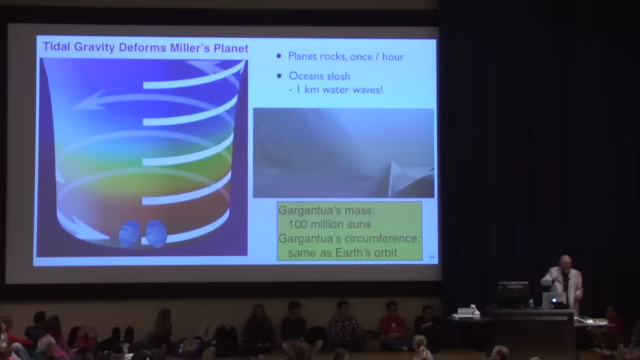 Tidal Gravity Deforms Miller's Planet
• Planet rocks, once / hour
• Oceans slosh
- 1 km water waves!
Gargantua's mass:
100 million suns
Gargantua's circumference:
same as Earth's orbit